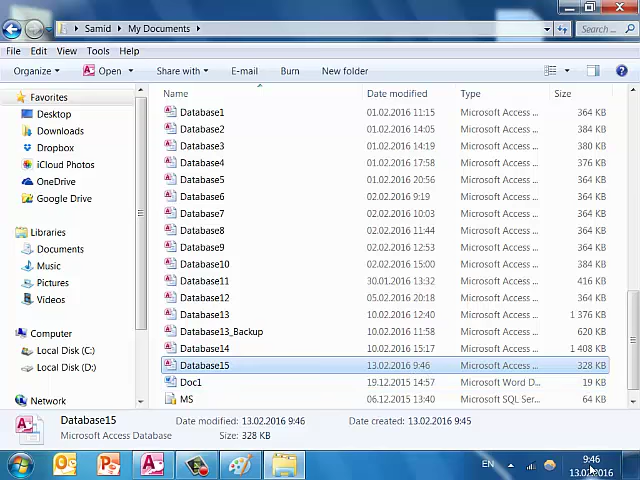 Samid ▸ My Documents ▸ Search...
File Edit View Tools Help
Organize Open Share with E-mail Burn New folder
Favorites
Desktop
Downloads
Dropbox
iCloud Photos
OneDrive
Google Drive
Libraries
Documents
Music
Pictures
Videos
Computer
Local Disk (C:)
Local Disk (D:)
Network
Name Date modified Type Size
Database1 01.02.2016 11:15 Microsoft Access ... 364 KB
Database2 01.02.2016 14:05 Microsoft Access ... 384 KB
Database3 01.02.2016 14:19 Microsoft Access ... 380 KB
Database4 01.02.2016 17:58 Microsoft Access ... 376 KB
Database5 01.02.2016 20:56 Microsoft Access ... 364 KB
Database6 02.02.2016 9:19 Microsoft Access ... 364 KB
Database7 02.02.2016 10:03 Microsoft Access ... 364 KB
Database8 02.02.2016 11:44 Microsoft Access ... 364 KB
Database9 02.02.2016 12:53 Microsoft Access ... 364 KB
Database10 02.02.2016 15:00 Microsoft Access ... 384 KB
Database11 30.01.2016 13:32 Microsoft Access ... 416 KB
Database12 05.02.2016 20:18 Microsoft Access ... 364 KB
Database13 10.02.2016 12:40 Microsoft Access ... 1 376 KB
Database13_Backup 10.02.2016 11:58 Microsoft Access ... 620 KB
Database14 10.02.2016 15:17 Microsoft Access ... 1 408 KB
Database15 13.02.2016 9:46 Microsoft Access ... 328 KB
Doc1 19.12.2015 14:57 Microsoft Word D... 19 KB
MS 06.12.2015 13:40 Microsoft SQL Ser... 64 KB
Database15 Date modified: 13.02.2016 9:46 Date created: 13.02.2016 9:45
Microsoft Access Database Size: 328 KB
EN 9:46
13.02.2016